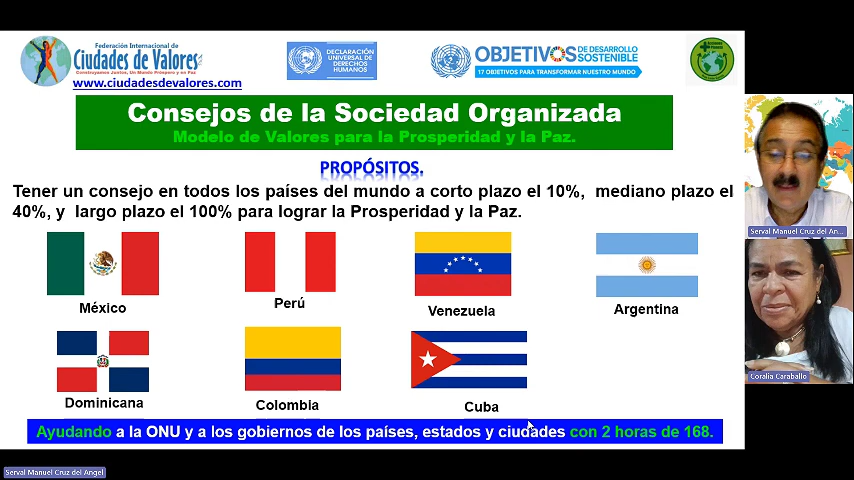 Federación Internacional de
Ciudades de Valores
Construyamos Juntos, Un Mundo Próspero y en Paz
www.ciudadesdevalores.com
DECLARACIÓN
UNIVERSAL DE
DERECHOS
HUMANOS
OBJETIVOS DE DESARROLLO
SOSTENIBLE
17 OBJETIVOS PARA TRANSFORMAR NUESTRO MUNDO
Consejos de la Sociedad Organizada
Modelo de Valores para la Prosperidad y la Paz.
PROPÓSITOS.
Tener un consejo en todos los países del mundo a corto plazo el 10%, mediano plazo el
40%, y largo plazo el 100% para lograr la Prosperidad y la Paz.
México
Perú
Venezuela
Argentina
Dominicana
Colombia
Cuba
Ayudando a la ONU y a los gobiernos de los países, estados y ciudades con 2 horas de 168.
Serval Manuel Cruz del An...
Coralia Caraballo
Serval Manuel Cruz del Angel